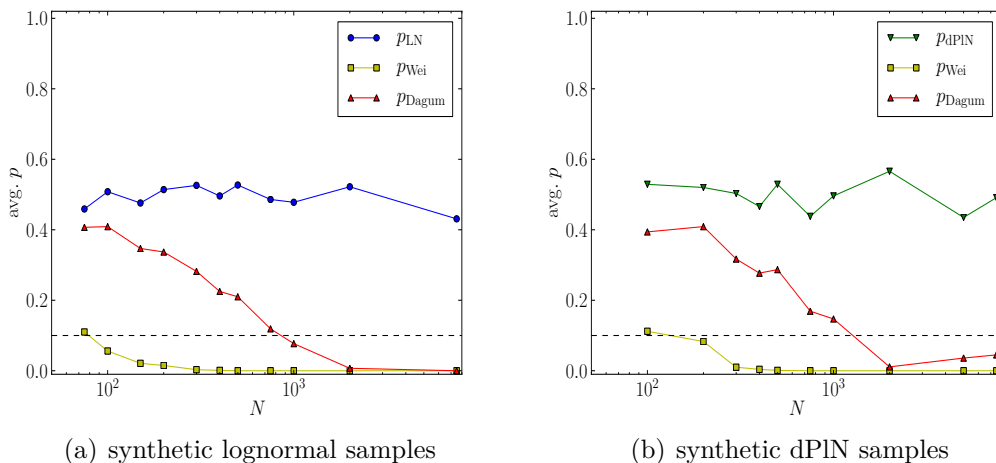 1.0
0.8
0.6
0.4
0.2
0.0
avg. p
10^2
10^3
N
p_LN
p_Wei
p_Dagum
(a) synthetic lognormal samples
1.0
0.8
0.6
0.4
0.2
0.0
avg. p
10^2
10^3
N
p_dPlN
p_Wei
p_Dagum
(b) synthetic dPlN samples